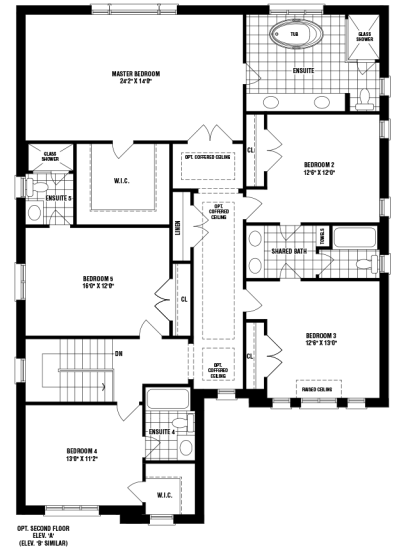 GLASS
SHOWER
TUB
MASTER BEDROOM
24'2" X 14'0"
ENSUITE
GLASS
SHOWER
OPT. COFFERED CEILING
CL
BEDROOM 2
12'6" X 12'0"
W.I.C.
ENSUITE 5
LINEN
OPT.
COFFERED
CEILING
TOWELS
SHARED BATH
BEDROOM 5
16'0" X 12'0"
CL
BEDROOM 3
12'6" X 13'0"
DN
CL
OPT.
COFFERED
CEILING
RAISED CEILING
ENSUITE 4
BEDROOM 4
13'0" X 11'2"
W.I.C.
OPT. SECOND FLOOR
ELEV. 'A'
(ELEV. 'B' SIMILAR)